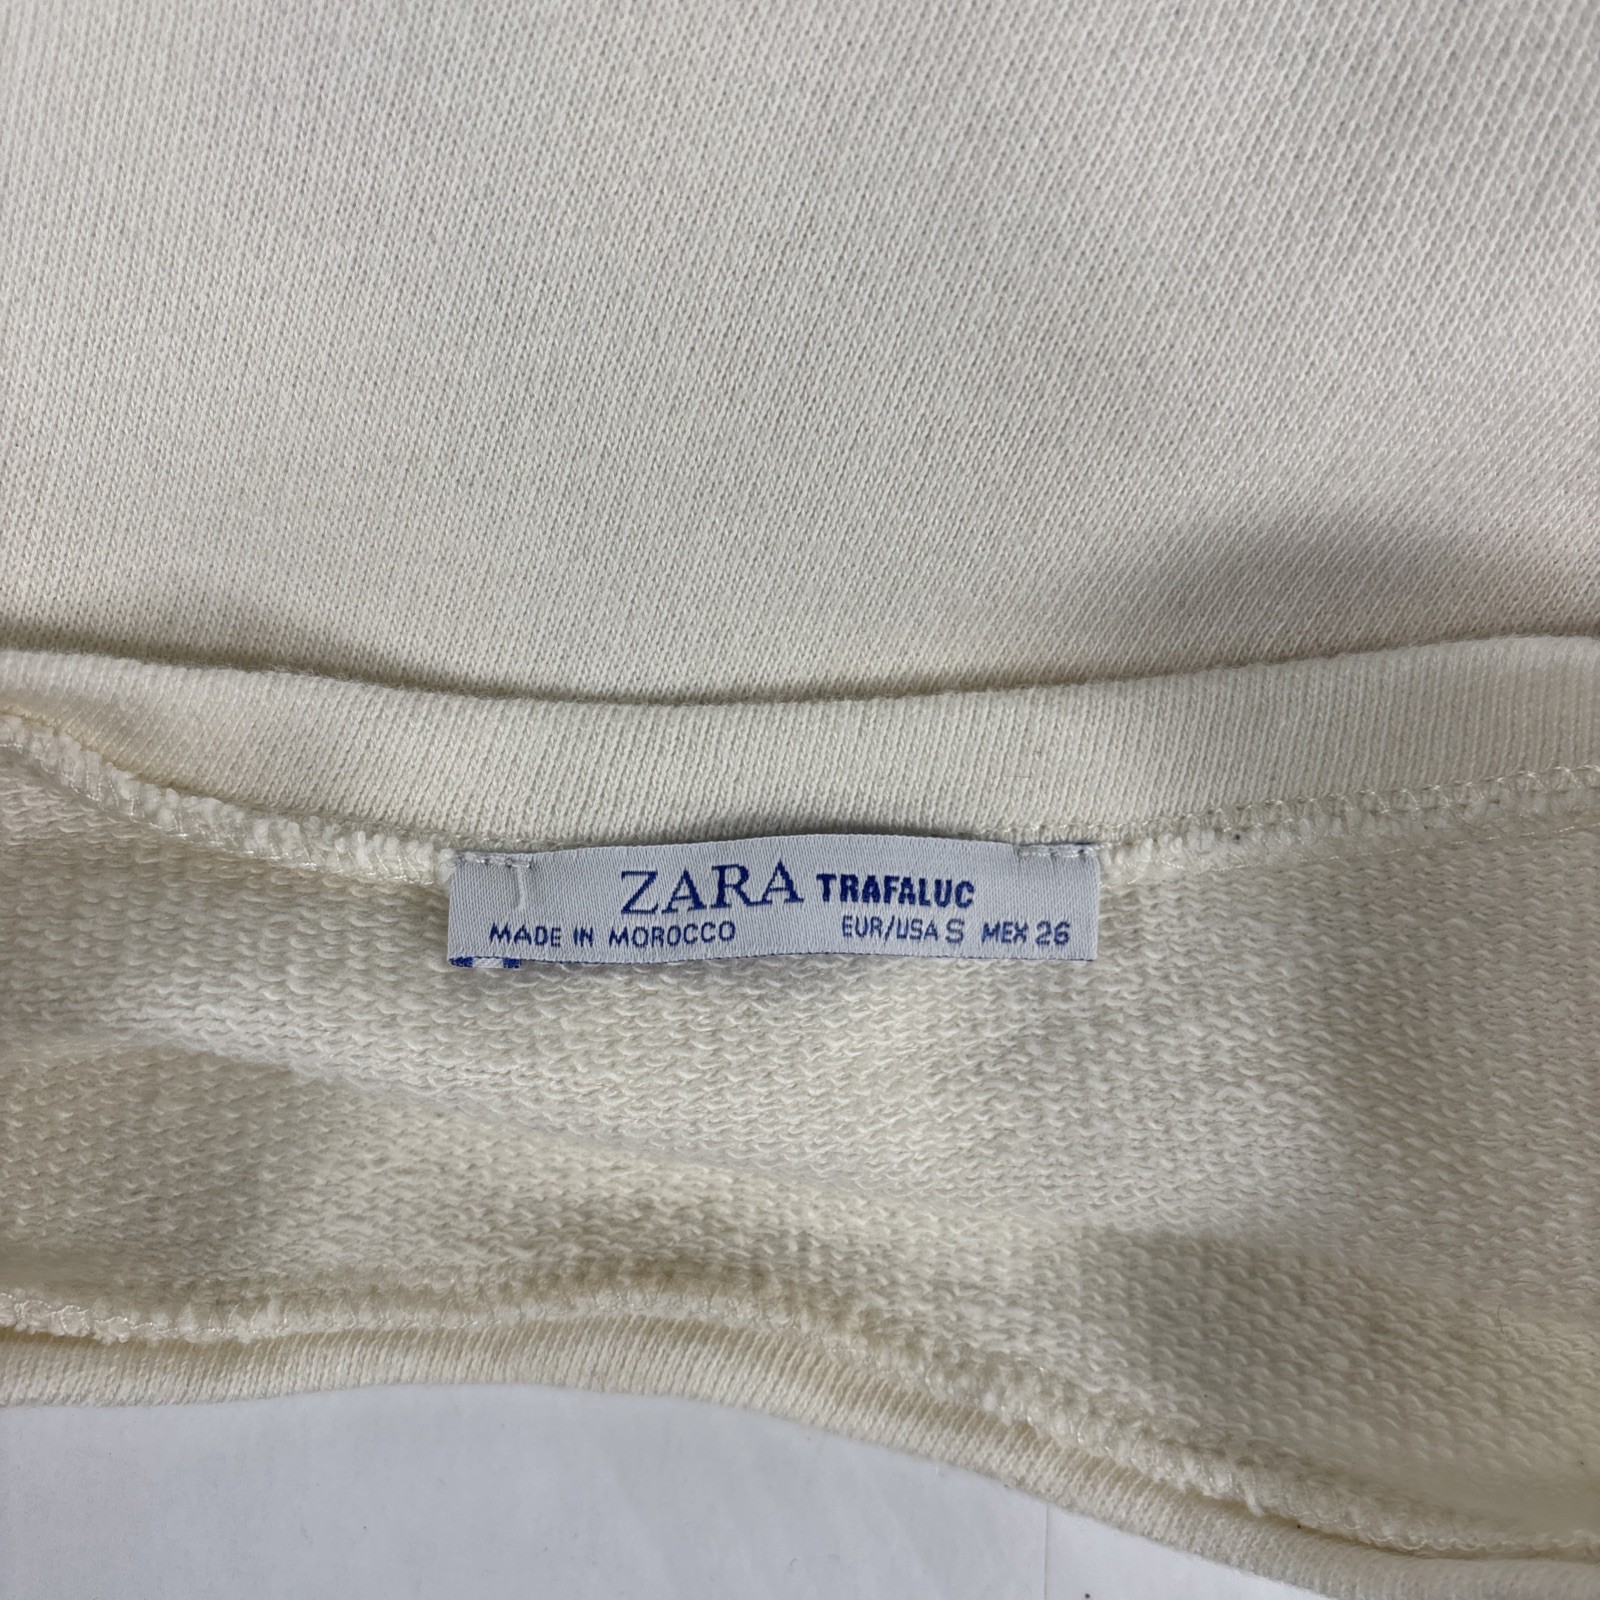 ZARA TRAFALUC
MADE IN MOROCCO EUR/USA S MEX 26